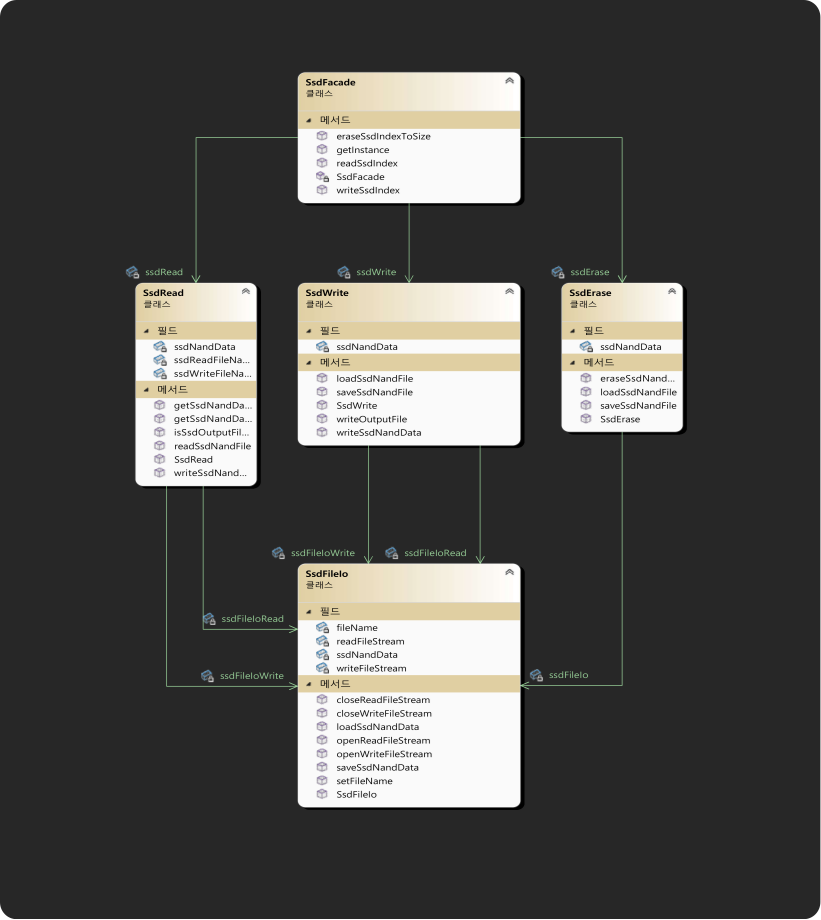 SsdFacade
클래스
메서드
eraseSsdIndexToSize
getInstance
readSsdIndex
SsdFacade
writeSsdIndex
ssdRead
ssdWrite
ssdErase
SsdRead
클래스
필드
ssdNandData
ssdReadFileNa...
ssdWriteFileNa...
메서드
getSsdNandDa...
getSsdNandDa...
isSsdOutputFil...
readSsdNandFile
SsdRead
writeSsdNand...
SsdWrite
클래스
필드
ssdNandData
메서드
loadSsdNandFile
saveSsdNandFile
SsdWrite
writeOutputFile
writeSsdNandData
SsdErase
클래스
필드
ssdNandData
메서드
eraseSsdNand...
loadSsdNandFile
saveSsdNandFile
SsdErase
ssdFileIoWrite
ssdFileIoRead
ssdFileIoRead
ssdFileIoWrite
ssdFileIo
SsdFileIo
클래스
필드
fileName
readFileStream
ssdNandData
writeFileStream
메서드
closeReadFileStream
closeWriteFileStream
loadSsdNandData
openReadFileStream
openWriteFileStream
saveSsdNandData
setFileName
SsdFileIo